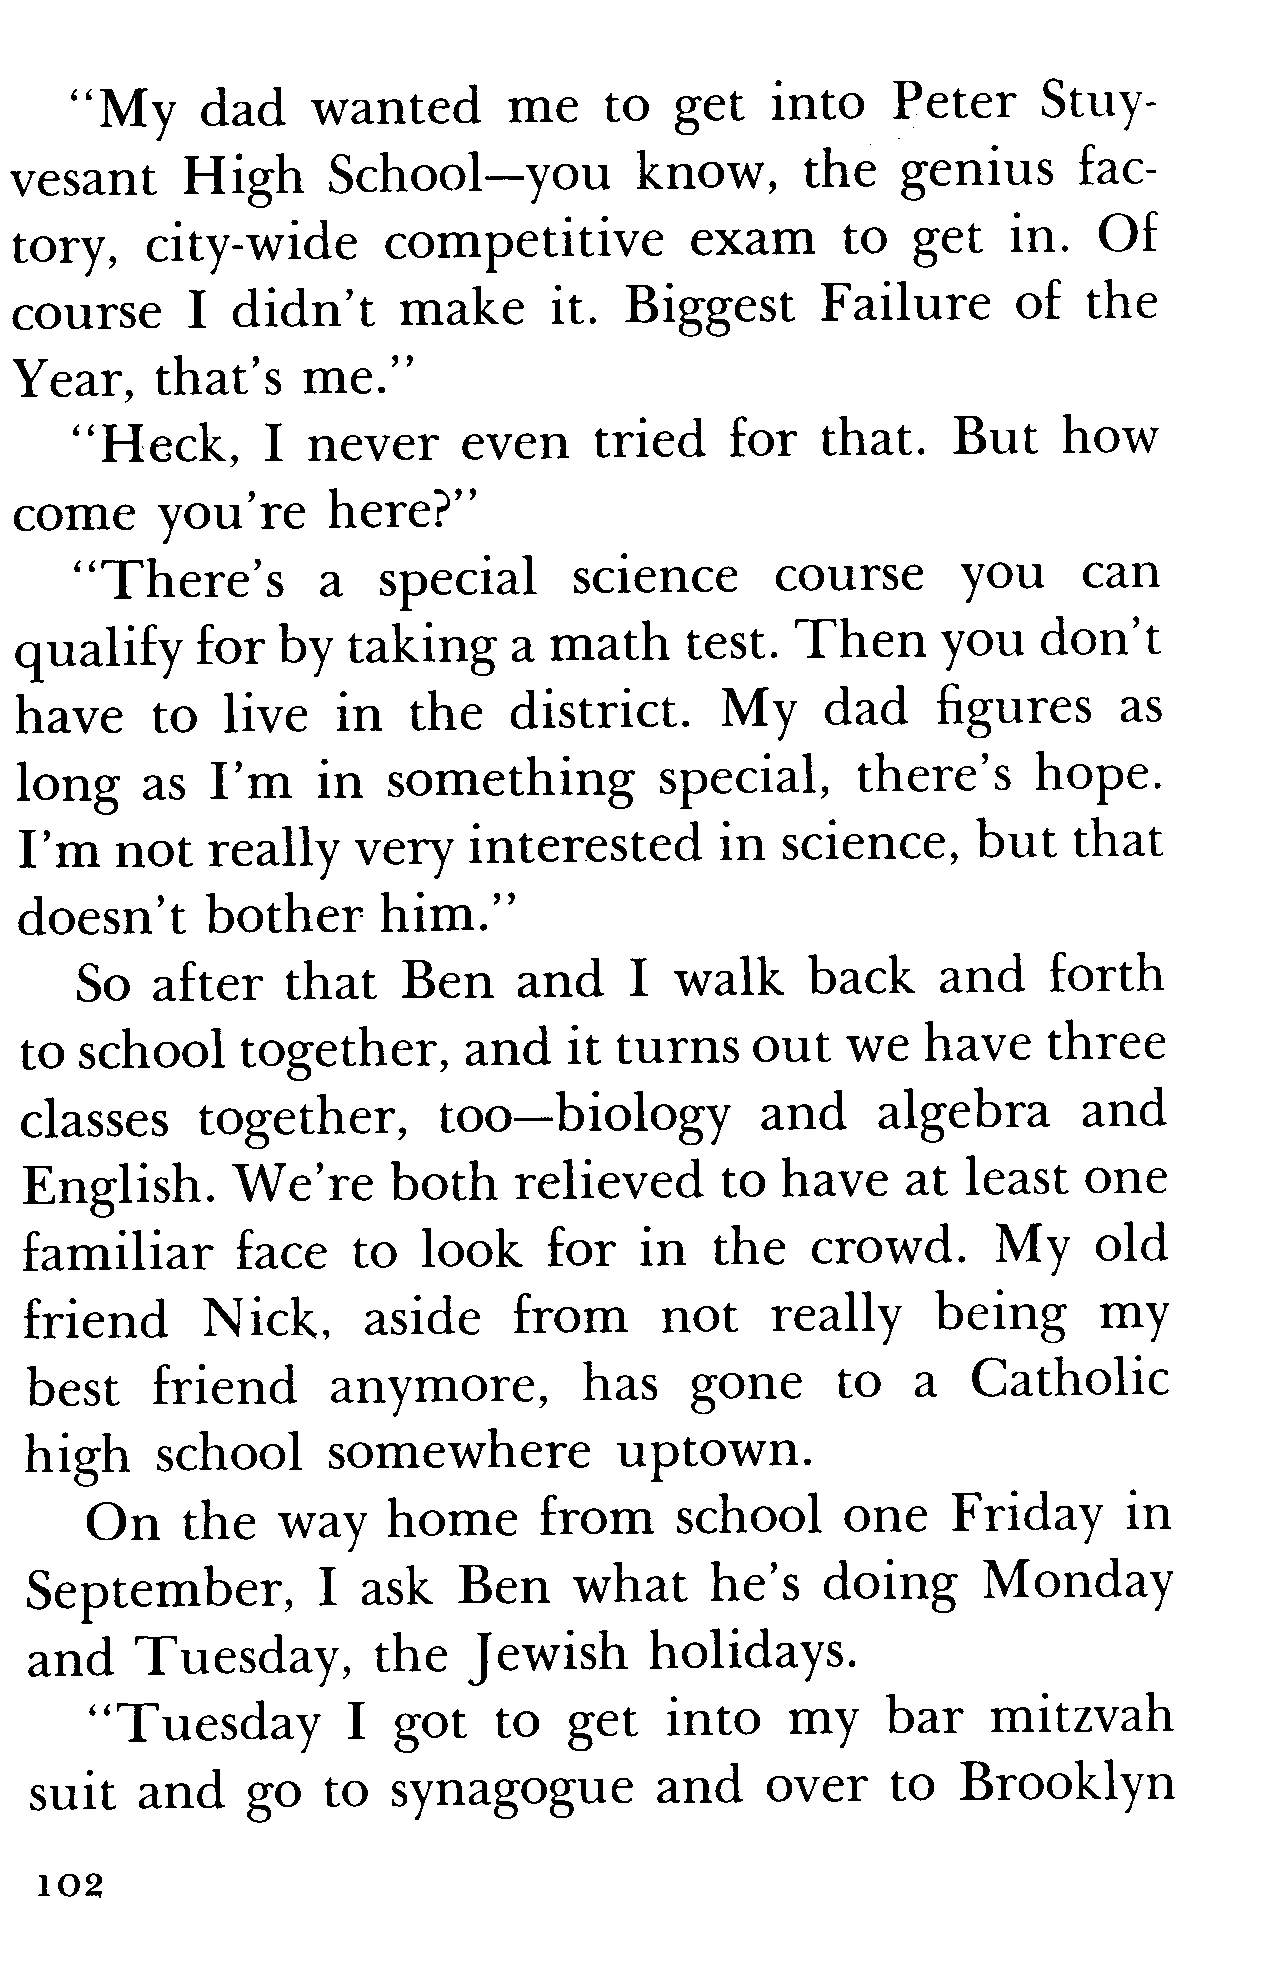 “My dad wanted me to get into Peter Stuy-
vesant High School—you know, the genius fac-
tory, city-wide competitive exam to get in. Of
course I didn’t make it. Biggest Failure of the
Year, that’s me.”
“Heck, I never even tried for that. But how
come you’re here?”
“There’s a special science course you can
qualify for by taking a math test. Then you don’t
have to live in the district. My dad figures as
long as I’m in something special, there’s hope.
I’m not really very interested in science, but that
doesn’t bother him.”
So after that Ben and I walk back and forth
to school together, and it turns out we have three
classes together, too—biology and algebra and
English. We’re both relieved to have at least one
familiar face to look for in the crowd. My old
friend Nick, aside from not really being my
best friend anymore, has gone to a Catholic
high school somewhere uptown.
On the way home from school one Friday in
September, I ask Ben what he’s doing Monday
and Tuesday, the Jewish holidays.
“Tuesday I got to get into my bar mitzvah
suit and go to synagogue and over to Brooklyn
102